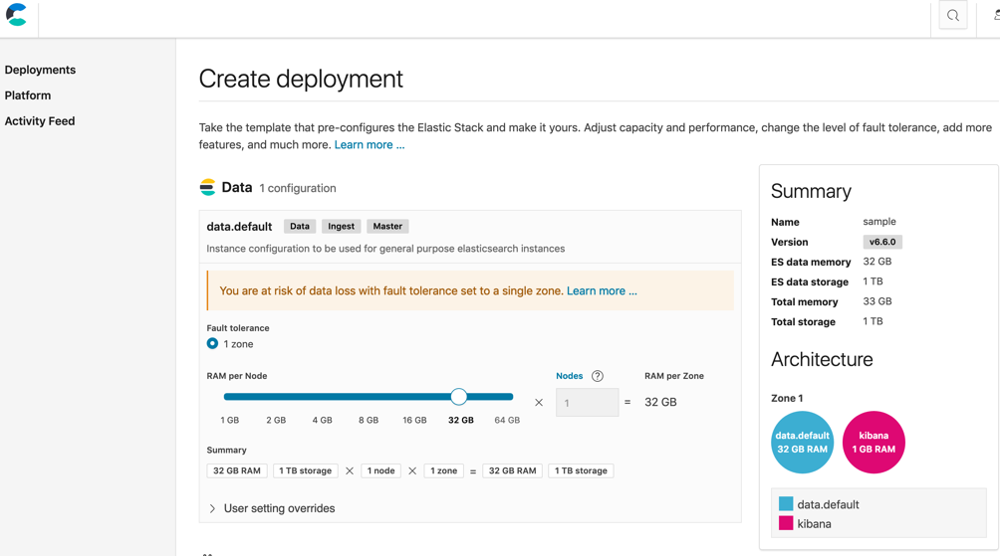 Deployments
Platform
Activity Feed
Create deployment
Take the template that pre-configures the Elastic Stack and make it yours. Adjust capacity and performance, change the level of fault tolerance, add more
features, and much more. Learn more ...
Data 1 configuration
data.default Data Ingest Master
Instance configuration to be used for general purpose elasticsearch instances
You are at risk of data loss with fault tolerance set to a single zone. Learn more ...
Fault tolerance
1 zone
RAM per Node Nodes ? RAM per Zone
× 1 = 32 GB
1 GB 2 GB 4 GB 8 GB 16 GB 32 GB 64 GB
Summary
32 GB RAM 1 TB storage × 1 node × 1 zone = 32 GB RAM 1 TB storage
User setting overrides
Summary
Name sample
Version v6.6.0
ES data memory 32 GB
ES data storage 1 TB
Total memory 33 GB
Total storage 1 TB
Architecture
Zone 1
data.default
32 GB RAM
kibana
1 GB RAM
data.default
kibana